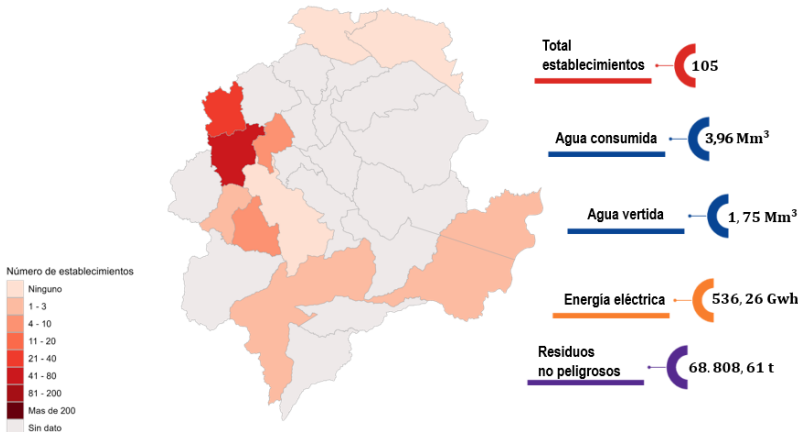 Total
establecimientos
105
Agua consumida
3,96 Mm³
Agua vertida
1,75 Mm³
Energía eléctrica
536,26 Gwh
Residuos
no peligrosos
68.808,61 t
Número de establecimientos
Ninguno
1 - 3
4 - 10
11 - 20
21 - 40
41 - 80
81 - 200
Mas de 200
Sin dato